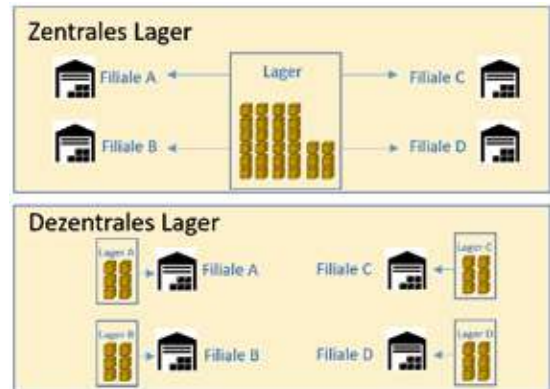 Zentrales Lager
Filiale A
Lager
Filiale C
Filiale B
Filiale D
Dezentrales Lager
Lager A
Filiale A
Filiale C
Lager C
Lager B
Filiale B
Filiale D
Lager D